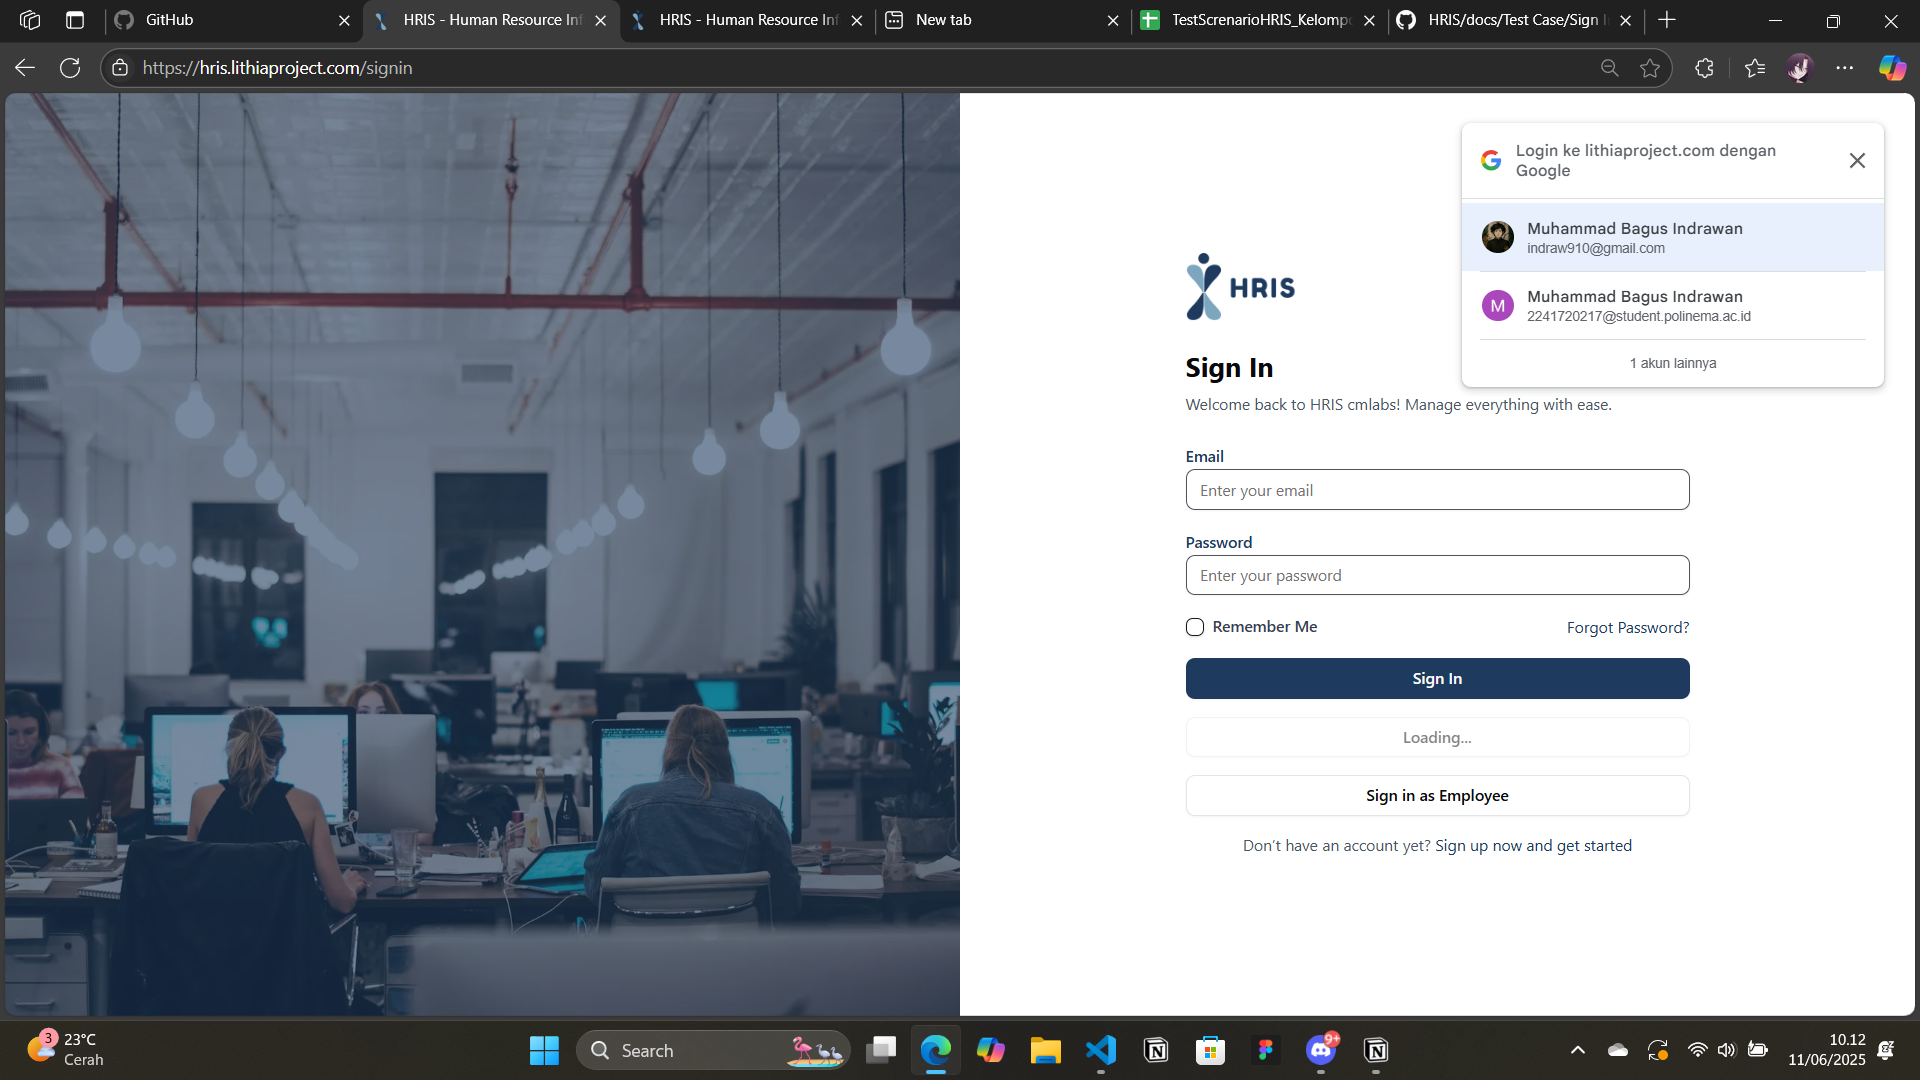 GitHub
HRIS - Human Resource Inf
HRIS - Human Resource Inf
New tab
TestScrenarioHRIS_Kelompo
HRIS/docs/Test Case/Sign I
https://hris.lithiaproject.com/signin
Login ke lithiaproject.com dengan
Google
Muhammad Bagus Indrawan
indraw910@gmail.com
M
Muhammad Bagus Indrawan
2241720217@student.polinema.ac.id
1 akun lainnya
HRIS
Sign In
Welcome back to HRIS cmlabs! Manage everything with ease.
Email
Enter your email
Password
Enter your password
Remember Me
Forgot Password?
Sign In
Loading...
Sign in as Employee
Don't have an account yet? Sign up now and get started
3
23°C
Cerah
Search
9+
10.12
11/06/2025